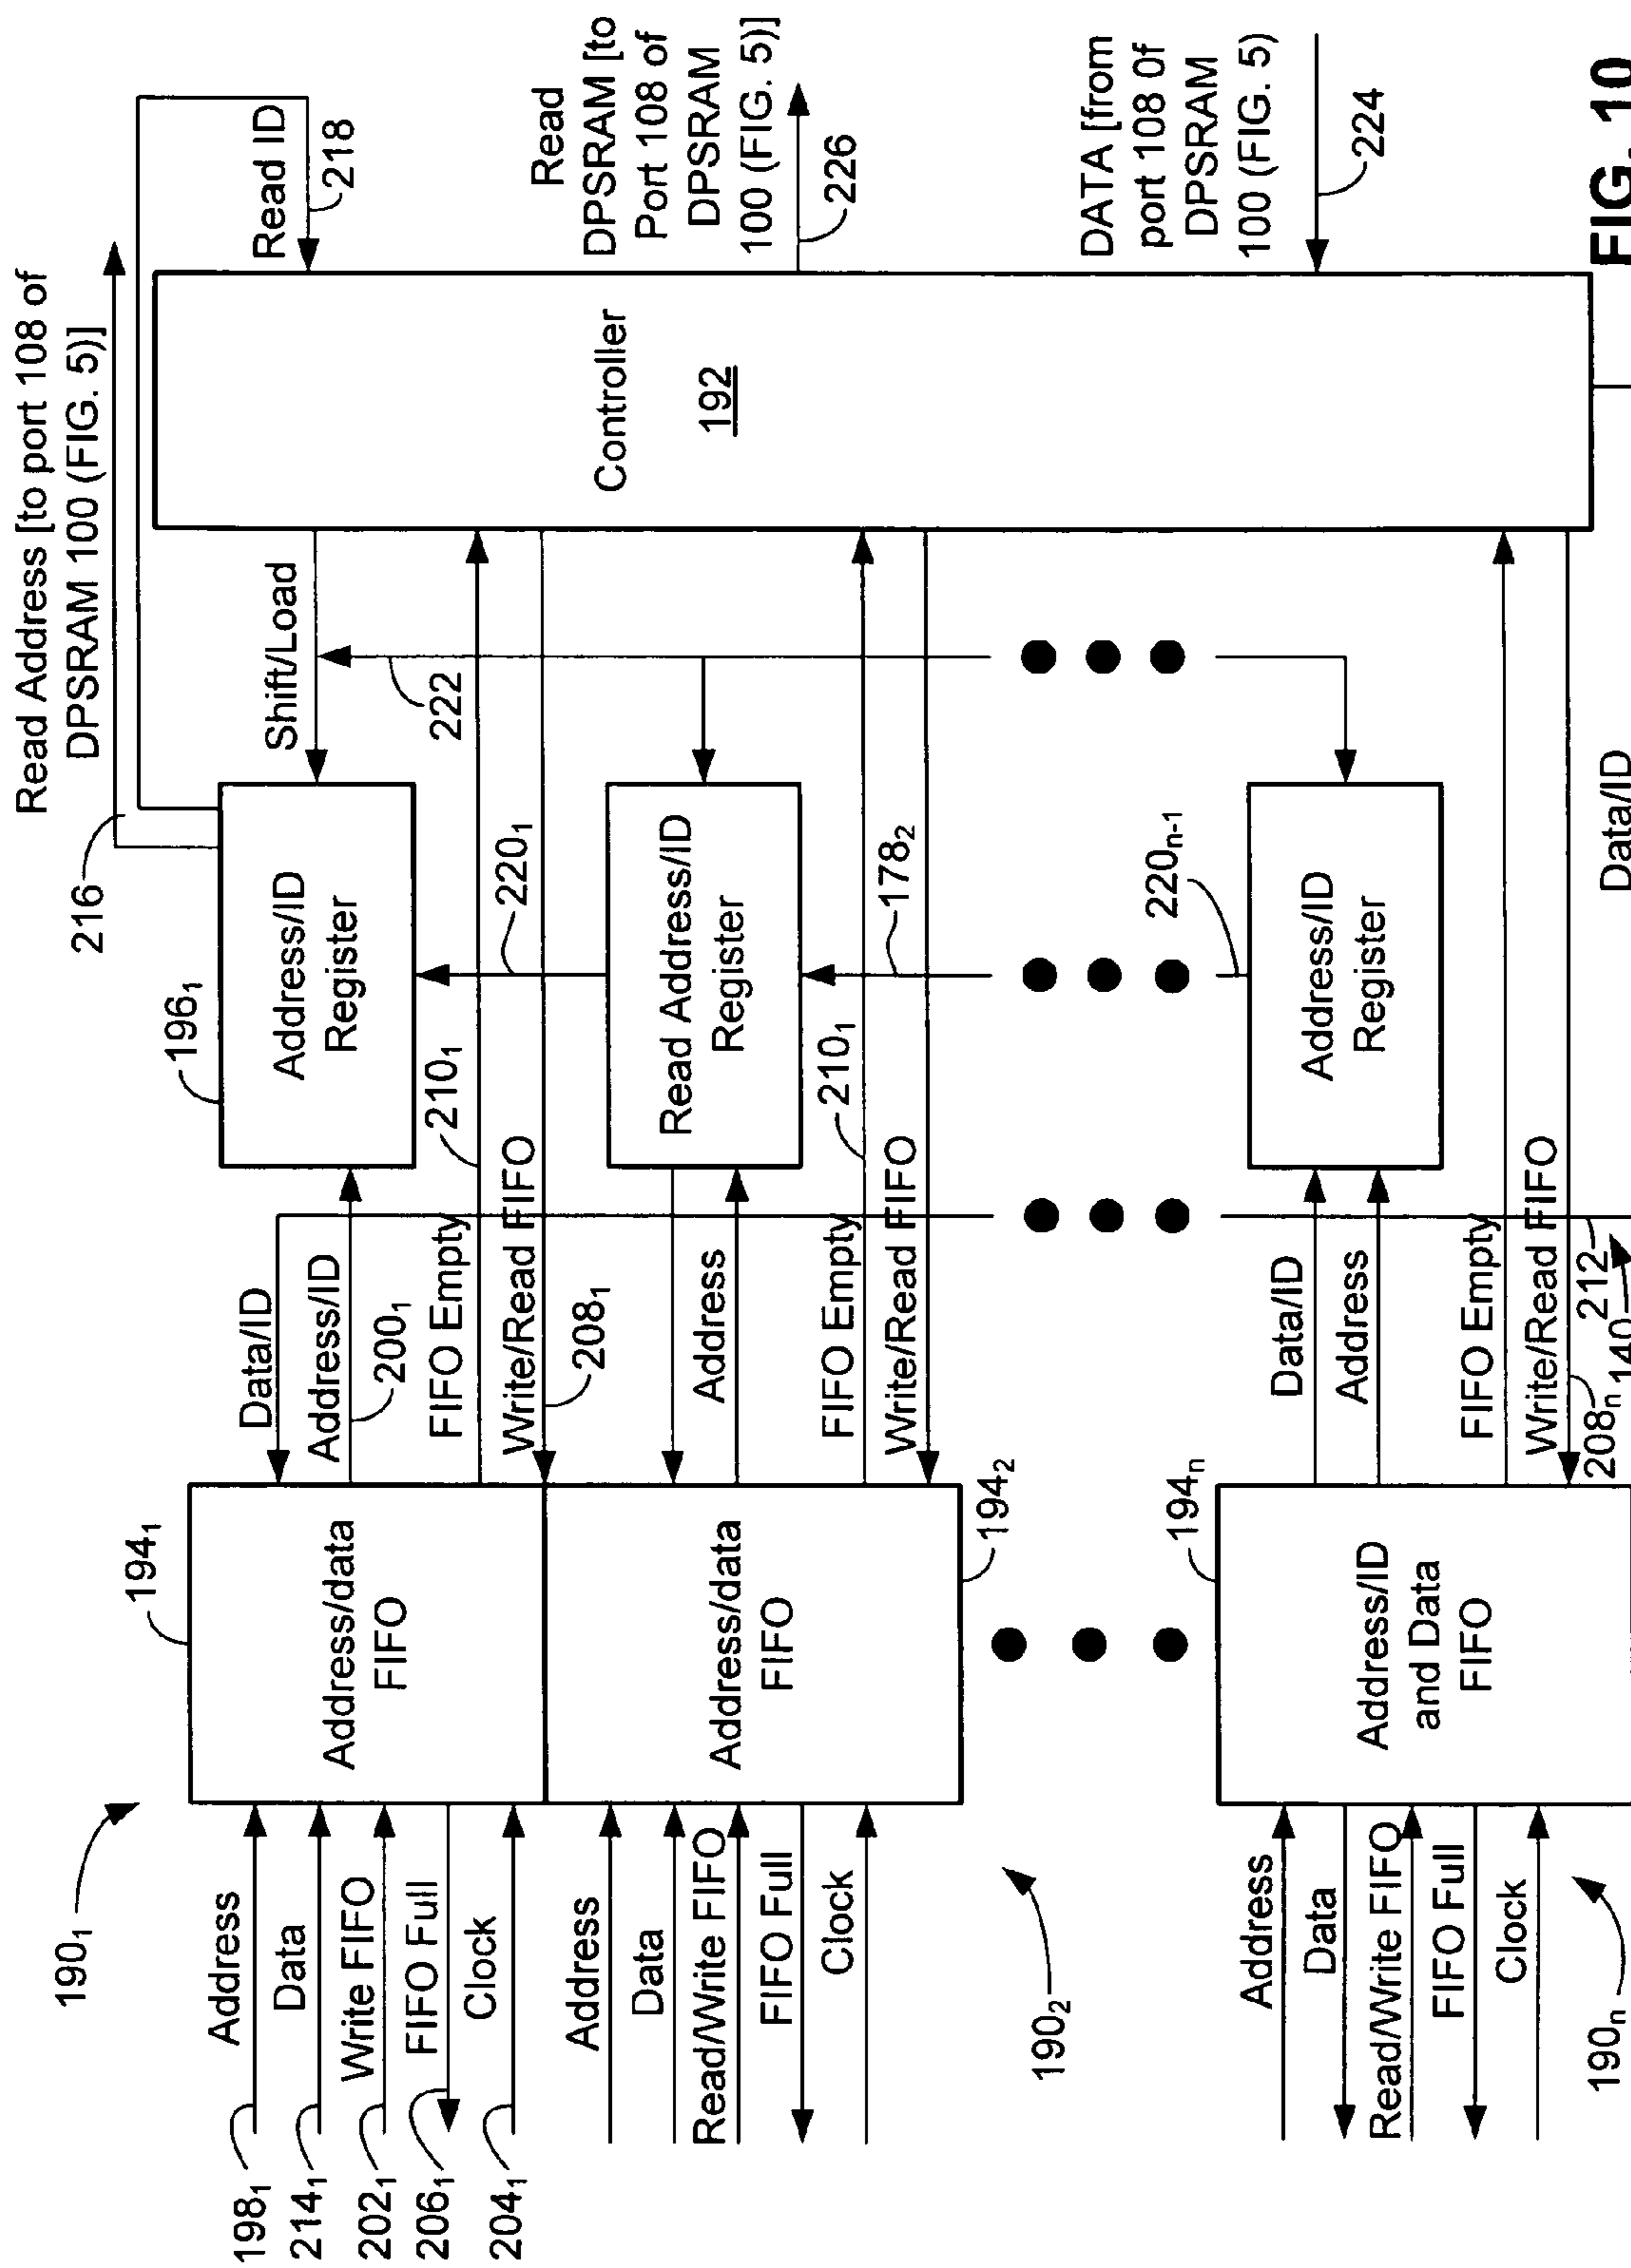 Read Address [to port 108 of
DPSRAM 100 (FIG. 5)]
216
Read ID
218
Read
DPSRAM [to
Port 108 of
DPSRAM
100 (FIG. 5)]
226
DATA [from
port 108 0f
DPSRAM
100 (FIG. 5)
224
FIG. 10
Controller
192
Shift/Load
222
196₁
Address/ID
Register
210₁
220₁
Read Address/ID
Register
210₁
178₂
220ₙ₋₁
Address/ID
Register
Data/ID
Data/ID
Address/ID
200₁
FIFO Empty
Write/Read FIFO
208₁
Address
FIFO Empty
Write/Read FIFO
Data/ID
Address
FIFO Empty
Write/Read FIFO
208ₙ
212
140
194₁
Address/data
FIFO
Address/data
FIFO
194₂
194ₙ
Address/ID
and Data
FIFO
190₁
Address
Data
Write FIFO
FIFO Full
Clock
198₁
214₁
202₁
206₁
204₁
Address
Data
Read/Write FIFO
FIFO Full
Clock
190₂
Address
Data
Read/Write FIFO
FIFO Full
Clock
190ₙ